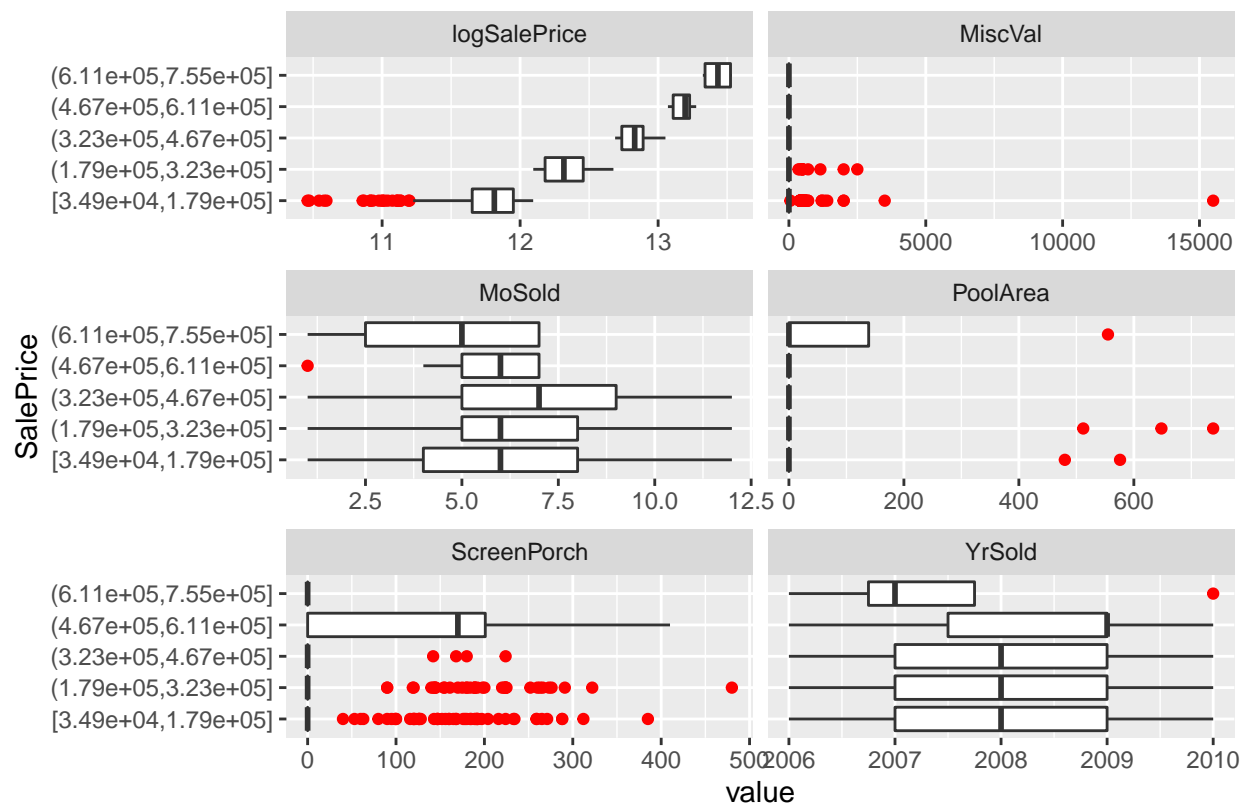 logSalePrice
MiscVal
(6.11e+05,7.55e+05]
(4.67e+05,6.11e+05]
(3.23e+05,4.67e+05]
(1.79e+05,3.23e+05]
[3.49e+04,1.79e+05]
11 12 13
0 5000 10000 15000
MoSold
PoolArea
(6.11e+05,7.55e+05]
(4.67e+05,6.11e+05]
(3.23e+05,4.67e+05]
(1.79e+05,3.23e+05]
[3.49e+04,1.79e+05]
2.5 5.0 7.5 10.0 12.5
0 200 400 600
SalePrice
ScreenPorch
YrSold
(6.11e+05,7.55e+05]
(4.67e+05,6.11e+05]
(3.23e+05,4.67e+05]
(1.79e+05,3.23e+05]
[3.49e+04,1.79e+05]
0 100 200 300 400 500
2006 2007 2008 2009 2010
value